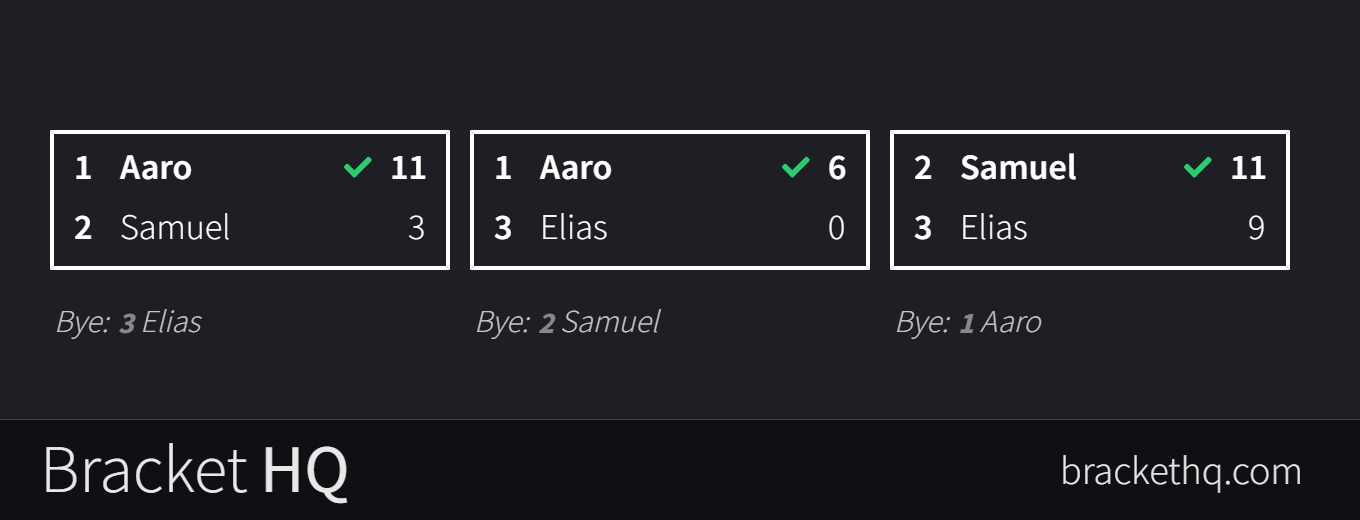 1 Aaro 11
2 Samuel 3
Bye: 3 Elias
1 Aaro 6
3 Elias 0
Bye: 2 Samuel
2 Samuel 11
3 Elias 9
Bye: 1 Aaro
Bracket HQ
brackethq.com